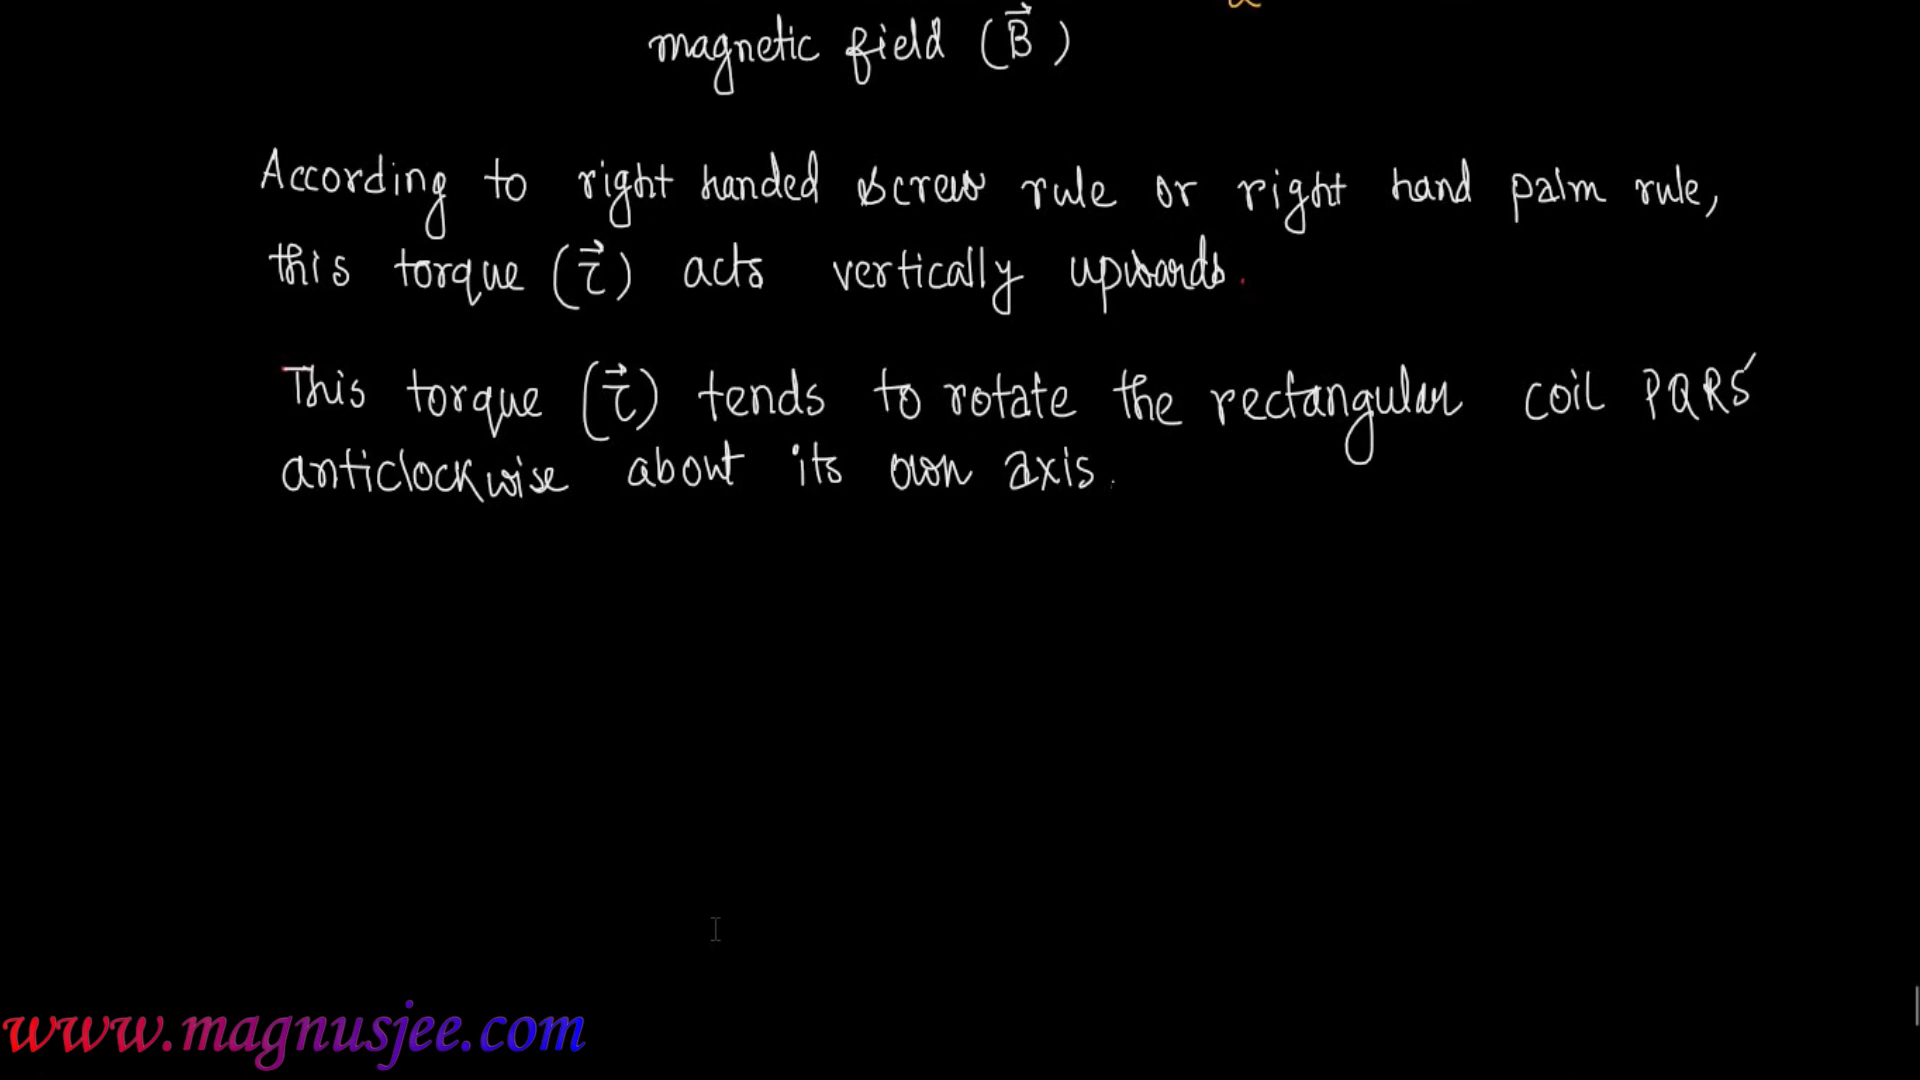 magnetic field (B⃗)
According to right handed screw rule or right hand palm rule,
this torque (τ⃗) acts vertically upwards.
This torque (τ⃗) tends to rotate the rectangular coil PQRS
anticlockwise about its own axis.
www.magnusjee.com